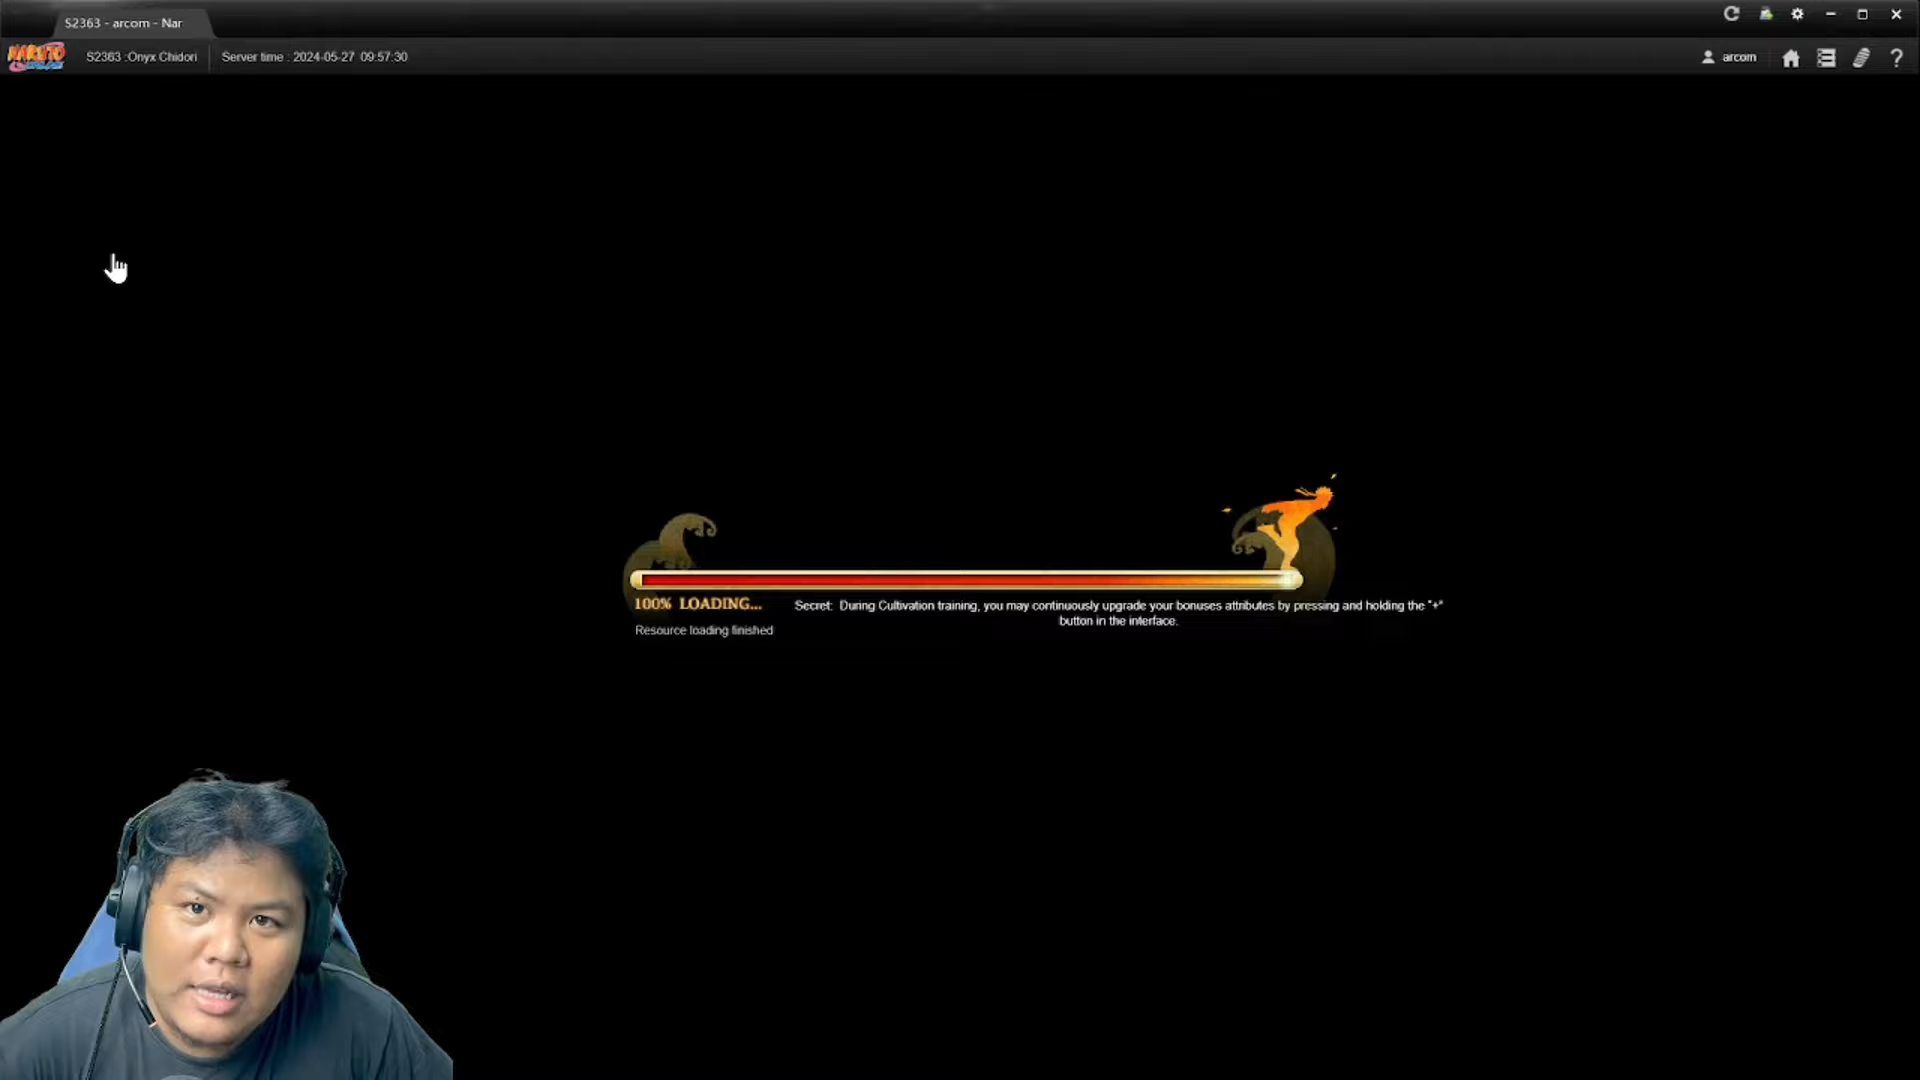 S2363 - arcom - Nar
NARUTO
ONLINE
S2363 :Onyx Chidori
Server time : 2024-05-27 09:57:30
arcom
100% LOADING...
Secret: During Cultivation training, you may continuously upgrade your bonuses attributes by pressing and holding the "+"
button in the interface.
Resource loading finished